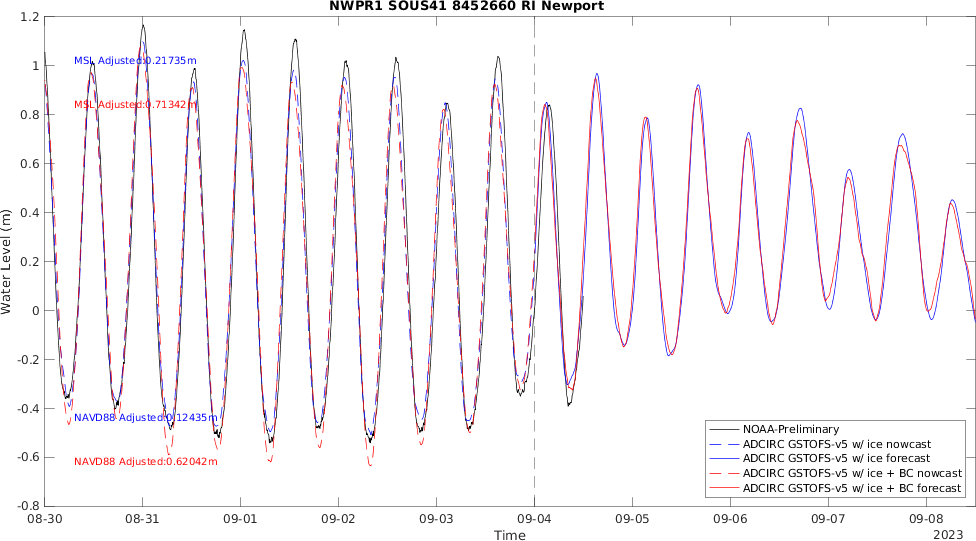 NWPR1 SOUS41 8452660 RI Newport
1.2
1
0.8
0.6
0.4
0.2
0
-0.2
-0.4
-0.6
-0.8
Water Level (m)
MSL Adjusted:0.21735m
MSL Adjusted:0.71342m
NAVD88 Adjusted:0.12435m
NAVD88 Adjusted:0.62042m
NOAA-Preliminary
ADCIRC GSTOFS-v5 w/ ice nowcast
ADCIRC GSTOFS-v5 w/ ice forecast
ADCIRC GSTOFS-v5 w/ ice + BC nowcast
ADCIRC GSTOFS-v5 w/ ice + BC forecast
08-30 08-31 09-01 09-02 09-03 09-04 09-05 09-06 09-07 09-08
Time
2023